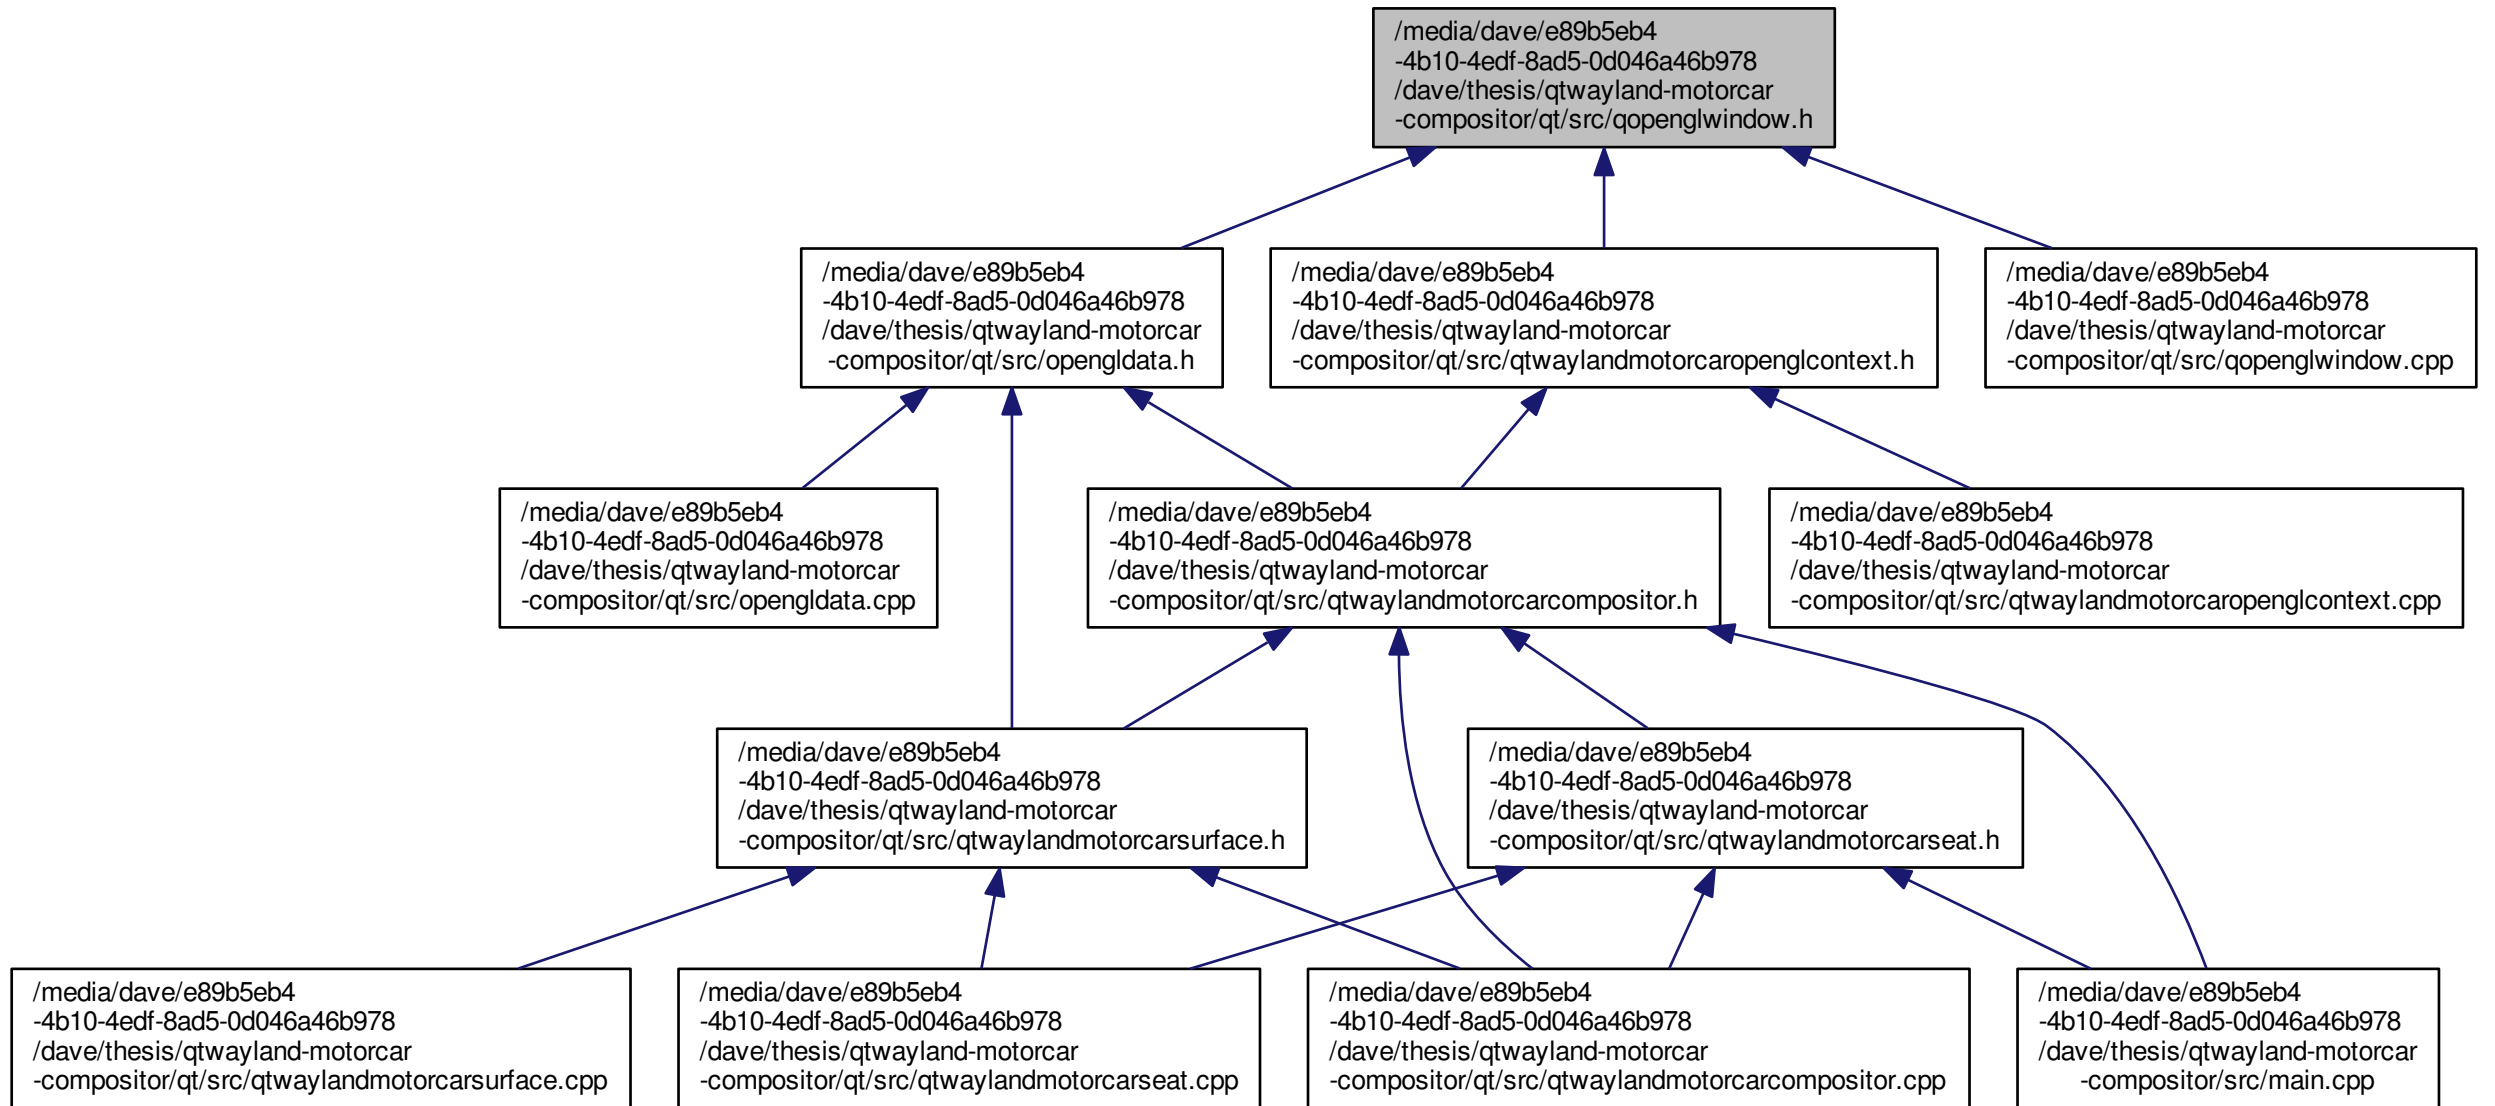 /media/dave/e89b5eb4
-4b10-4edf-8ad5-0d046a46b978
/dave/thesis/qtwayland-motorcar
-compositor/qt/src/qopenglwindow.h
/media/dave/e89b5eb4
-4b10-4edf-8ad5-0d046a46b978
/dave/thesis/qtwayland-motorcar
-compositor/qt/src/opengldata.h
/media/dave/e89b5eb4
-4b10-4edf-8ad5-0d046a46b978
/dave/thesis/qtwayland-motorcar
-compositor/qt/src/qtwaylandmotorcaropenglcontext.h
/media/dave/e89b5eb4
-4b10-4edf-8ad5-0d046a46b978
/dave/thesis/qtwayland-motorcar
-compositor/qt/src/qopenglwindow.cpp
/media/dave/e89b5eb4
-4b10-4edf-8ad5-0d046a46b978
/dave/thesis/qtwayland-motorcar
-compositor/qt/src/opengldata.cpp
/media/dave/e89b5eb4
-4b10-4edf-8ad5-0d046a46b978
/dave/thesis/qtwayland-motorcar
-compositor/qt/src/qtwaylandmotorcarcompositor.h
/media/dave/e89b5eb4
-4b10-4edf-8ad5-0d046a46b978
/dave/thesis/qtwayland-motorcar
-compositor/qt/src/qtwaylandmotorcaropenglcontext.cpp
/media/dave/e89b5eb4
-4b10-4edf-8ad5-0d046a46b978
/dave/thesis/qtwayland-motorcar
-compositor/qt/src/qtwaylandmotorcarsurface.h
/media/dave/e89b5eb4
-4b10-4edf-8ad5-0d046a46b978
/dave/thesis/qtwayland-motorcar
-compositor/qt/src/qtwaylandmotorcarseat.h
/media/dave/e89b5eb4
-4b10-4edf-8ad5-0d046a46b978
/dave/thesis/qtwayland-motorcar
-compositor/qt/src/qtwaylandmotorcarsurface.cpp
/media/dave/e89b5eb4
-4b10-4edf-8ad5-0d046a46b978
/dave/thesis/qtwayland-motorcar
-compositor/qt/src/qtwaylandmotorcarseat.cpp
/media/dave/e89b5eb4
-4b10-4edf-8ad5-0d046a46b978
/dave/thesis/qtwayland-motorcar
-compositor/qt/src/qtwaylandmotorcarcompositor.cpp
/media/dave/e89b5eb4
-4b10-4edf-8ad5-0d046a46b978
/dave/thesis/qtwayland-motorcar
-compositor/src/main.cpp